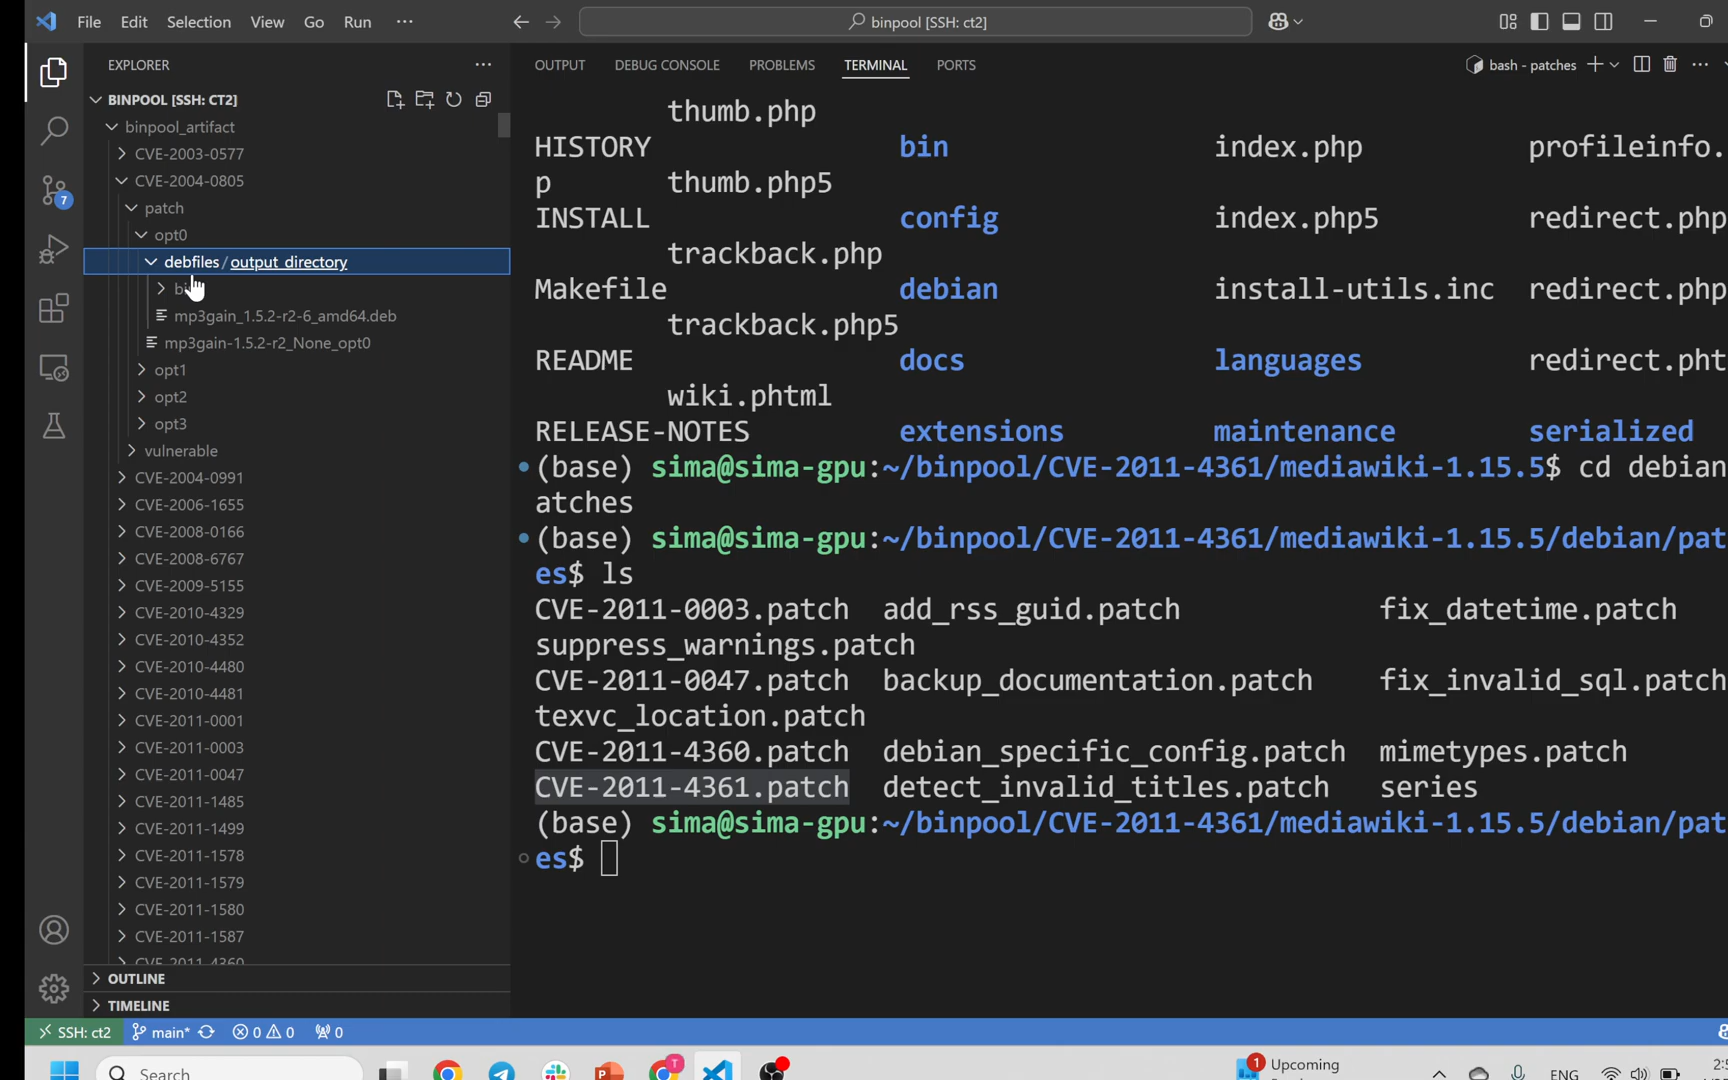 File Edit Selection View Go Run ···
binpool [SSH: ct2]
EXPLORER
BINPOOL [SSH: CT2]
binpool_artifact
CVE-2003-0577
CVE-2004-0805
patch
opt0
debfiles / output_directory
mp3gain_1.5.2-r2-6_amd64.deb
mp3gain-1.5.2-r2_None_opt0
opt1
opt2
opt3
vulnerable
CVE-2004-0991
CVE-2006-1655
CVE-2008-0166
CVE-2008-6767
CVE-2009-5155
CVE-2010-4329
CVE-2010-4352
CVE-2010-4480
CVE-2010-4481
CVE-2011-0001
CVE-2011-0003
CVE-2011-0047
CVE-2011-1485
CVE-2011-1499
CVE-2011-1578
CVE-2011-1579
CVE-2011-1580
CVE-2011-1587
CVE-2011-4360
OUTLINE
TIMELINE
7
OUTPUT DEBUG CONSOLE PROBLEMS TERMINAL PORTS
bash - patches
thumb.php
HISTORY bin index.php profileinfo.
p thumb.php5
INSTALL config index.php5 redirect.php
trackback.php
Makefile debian install-utils.inc redirect.php
trackback.php5
README docs languages redirect.pht
wiki.phtml
RELEASE-NOTES extensions maintenance serialized
(base) sima@sima-gpu:~/binpool/CVE-2011-4361/mediawiki-1.15.5$ cd debian
atches
(base) sima@sima-gpu:~/binpool/CVE-2011-4361/mediawiki-1.15.5/debian/pat
es$ ls
CVE-2011-0003.patch add_rss_guid.patch fix_datetime.patch
suppress_warnings.patch
CVE-2011-0047.patch backup_documentation.patch fix_invalid_sql.patch
texvc_location.patch
CVE-2011-4360.patch debian_specific_config.patch mimetypes.patch
CVE-2011-4361.patch detect_invalid_titles.patch series
(base) sima@sima-gpu:~/binpool/CVE-2011-4361/mediawiki-1.15.5/debian/pat
es$
SSH: ct2 main* 0 0 0
Search
1
Upcoming
ENG